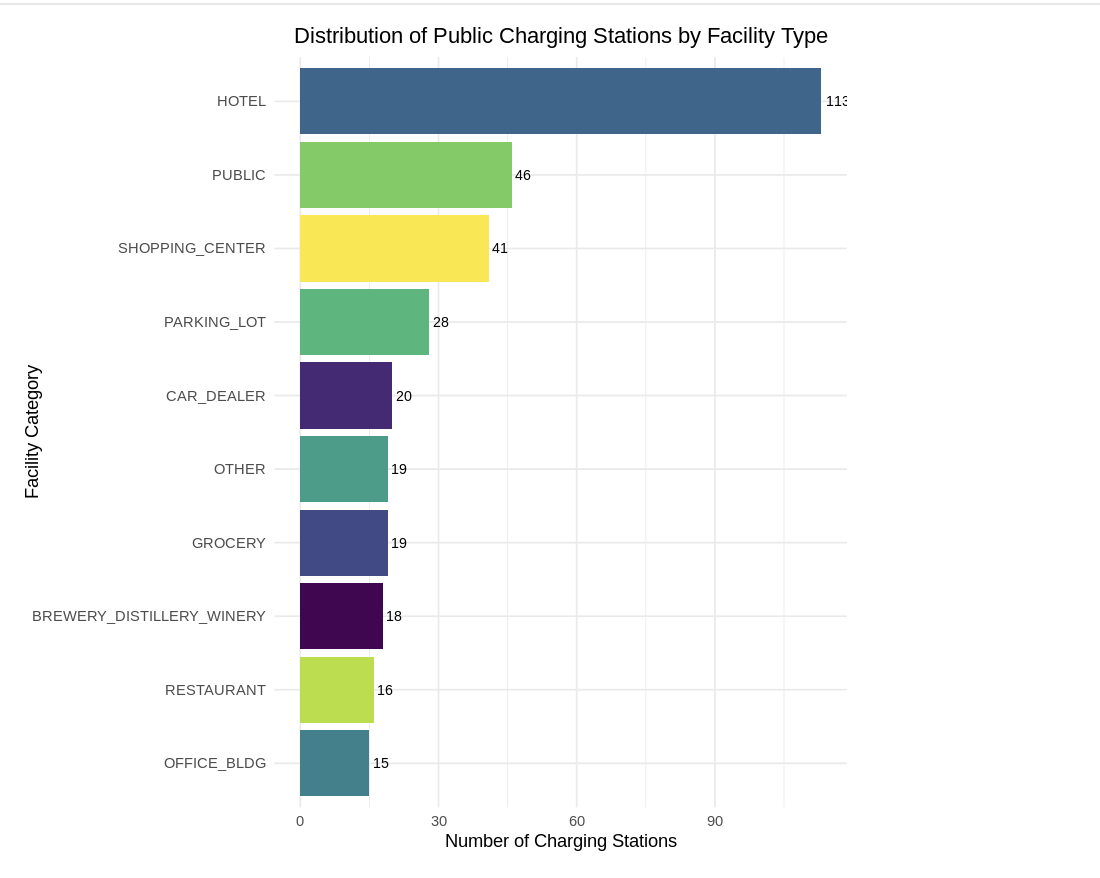 Distribution of Public Charging Stations by Facility Type
HOTEL 113
PUBLIC 46
SHOPPING_CENTER 41
PARKING_LOT 28
CAR_DEALER 20
OTHER 19
GROCERY 19
BREWERY_DISTILLERY_WINERY 18
RESTAURANT 16
OFFICE_BLDG 15
Facility Category
0 30 60 90
Number of Charging Stations